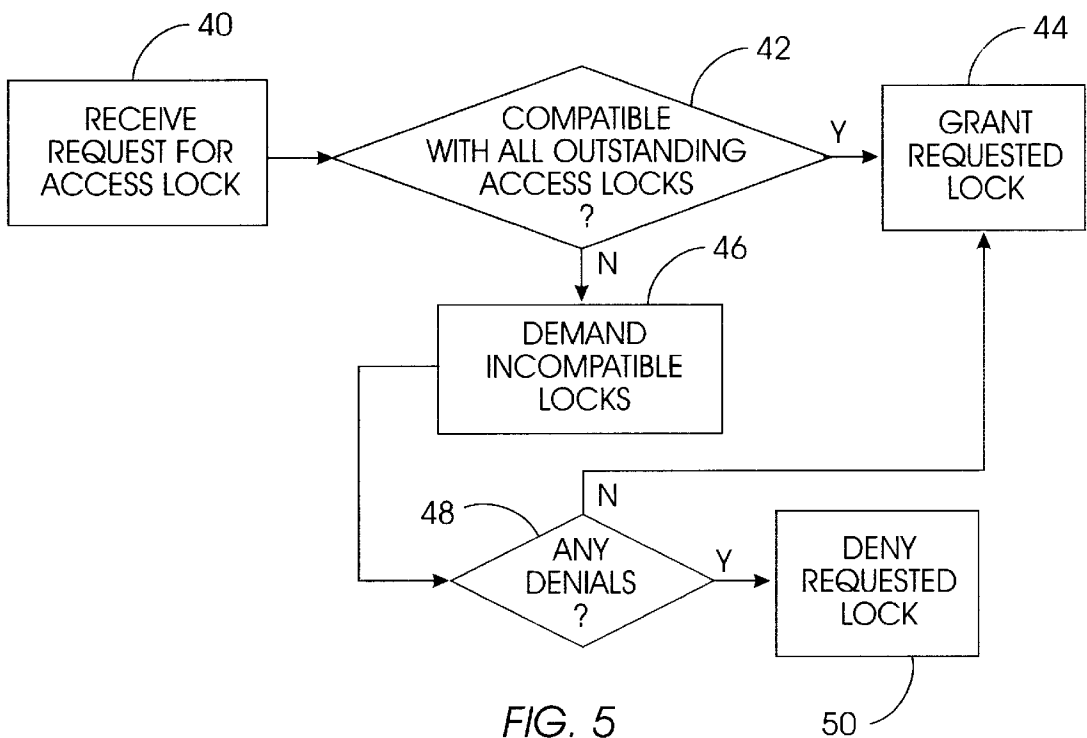 40
RECEIVE
REQUEST FOR
ACCESS LOCK
42
COMPATIBLE
WITH ALL OUTSTANDING
ACCESS LOCKS
?
Y
44
GRANT
REQUESTED
LOCK
N
46
DEMAND
INCOMPATIBLE
LOCKS
48
N
ANY
DENIALS
?
Y
DENY
REQUESTED
LOCK
50
FIG. 5